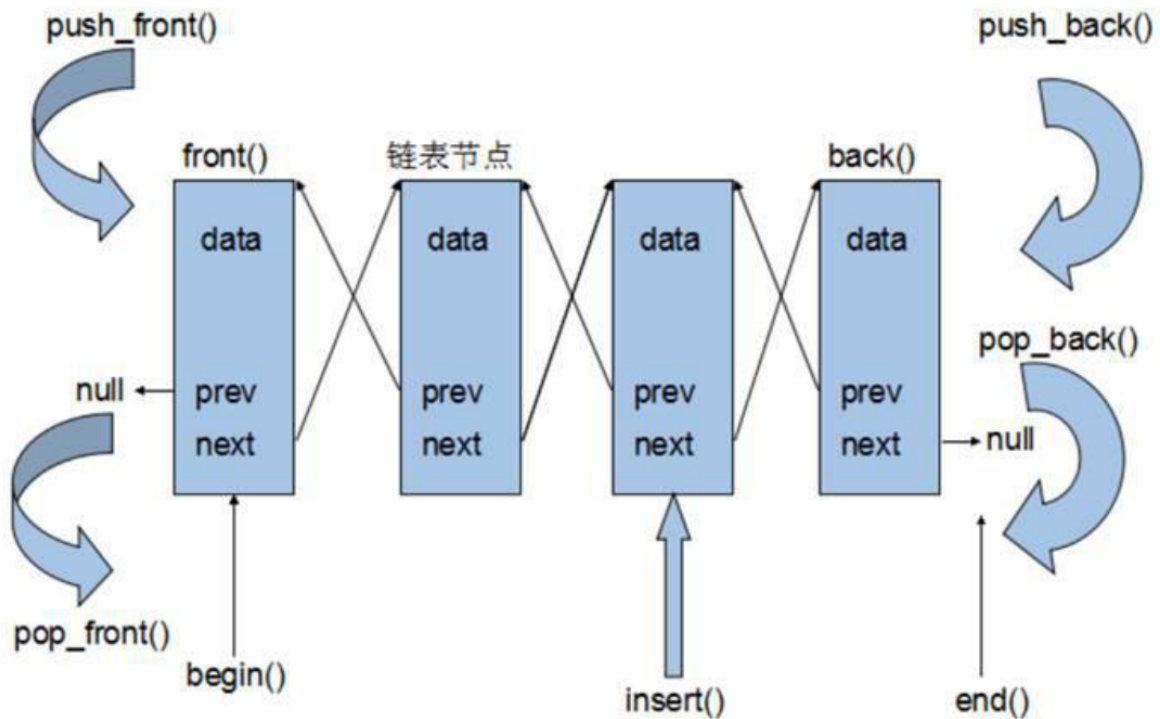 push_front()
push_back()
front()
链表节点
back()
data
data
data
data
pop_back()
null
prev
prev
prev
prev
next
next
next
next
null
pop_front()
begin()
insert()
end()